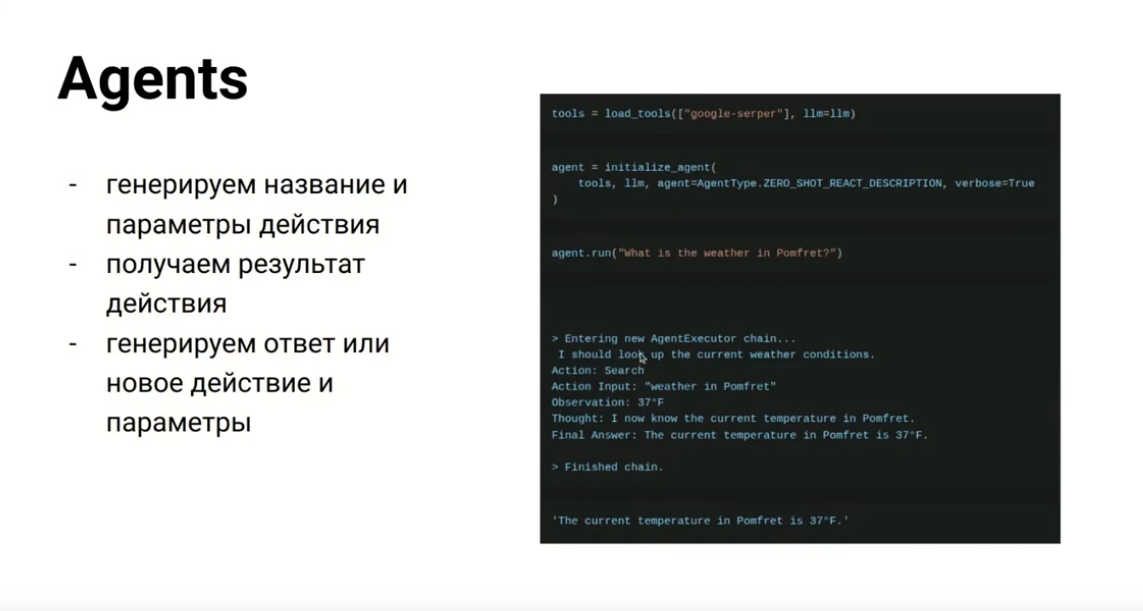 Agents
- генерируем название и
параметры действия
- получаем результат
действия
- генерируем ответ или
новое действие и
параметры
tools = load_tools(["google-serper"], llm=llm)
agent = initialize_agent(
    tools, llm, agent=AgentType.ZERO_SHOT_REACT_DESCRIPTION, verbose=True
)
agent.run("What is the weather in Pomfret?")
> Entering new AgentExecutor chain...
 I should look up the current weather conditions.
Action: Search
Action Input: "weather in Pomfret"
Observation: 37°F
Thought: I now know the current temperature in Pomfret.
Final Answer: The current temperature in Pomfret is 37°F.
> Finished chain.
'The current temperature in Pomfret is 37°F.'